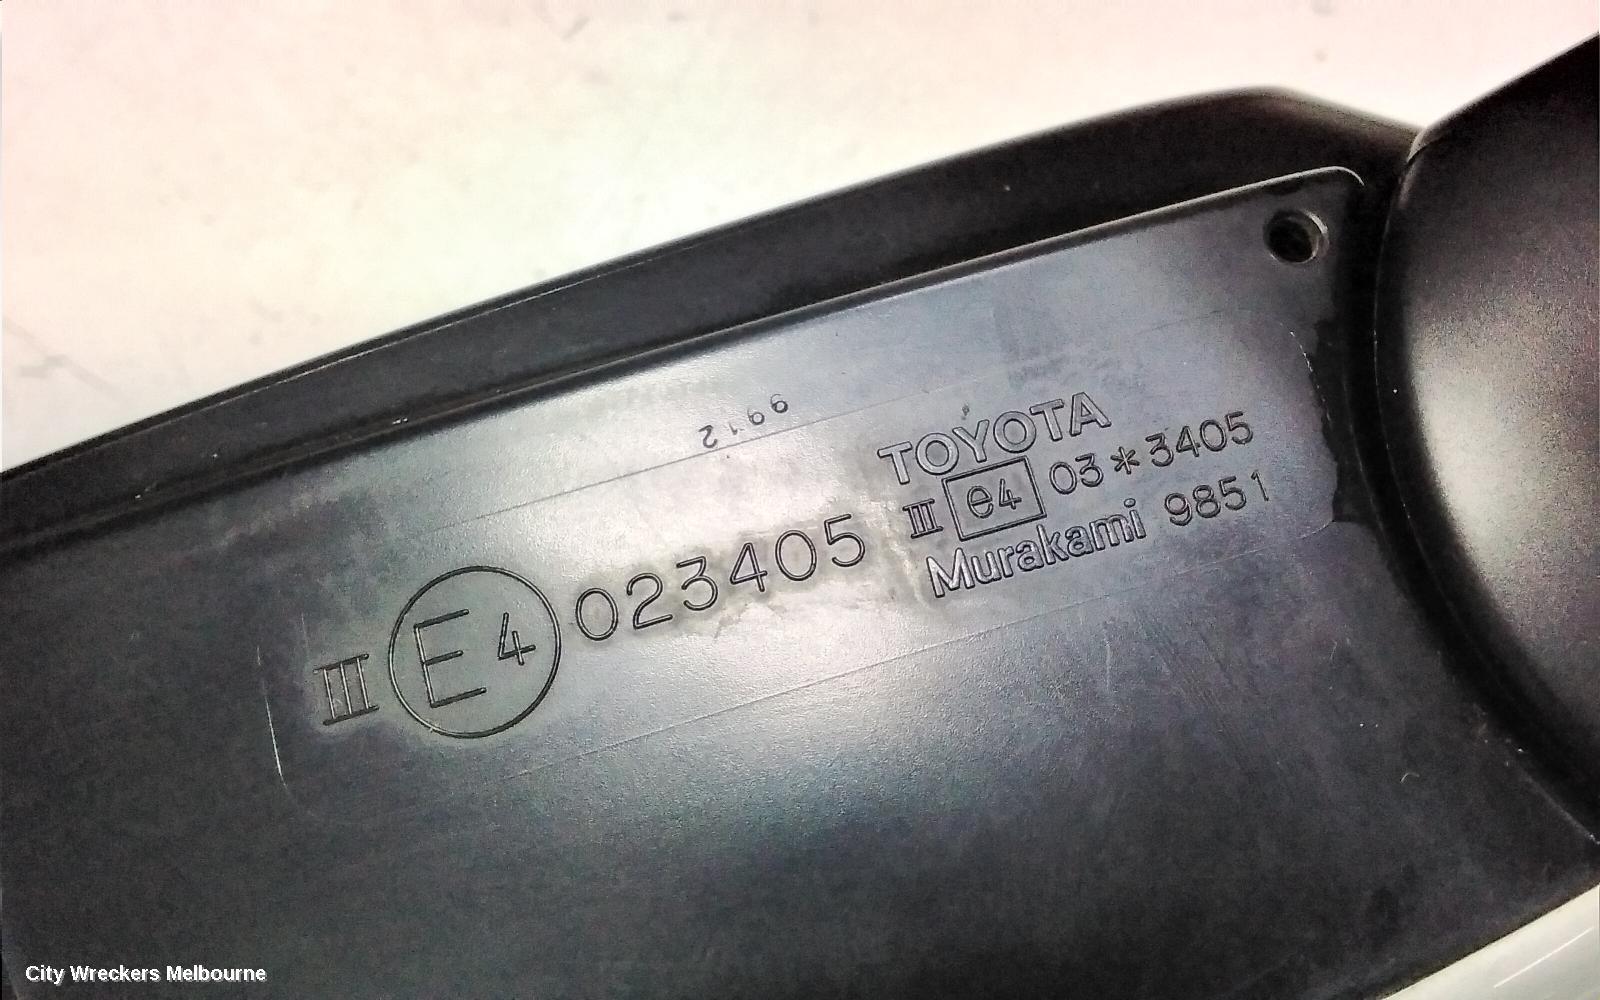 9912
TOYOTA
III e4 03*3405
Murakami 9851
III E4 023405
City Wreckers Melbourne